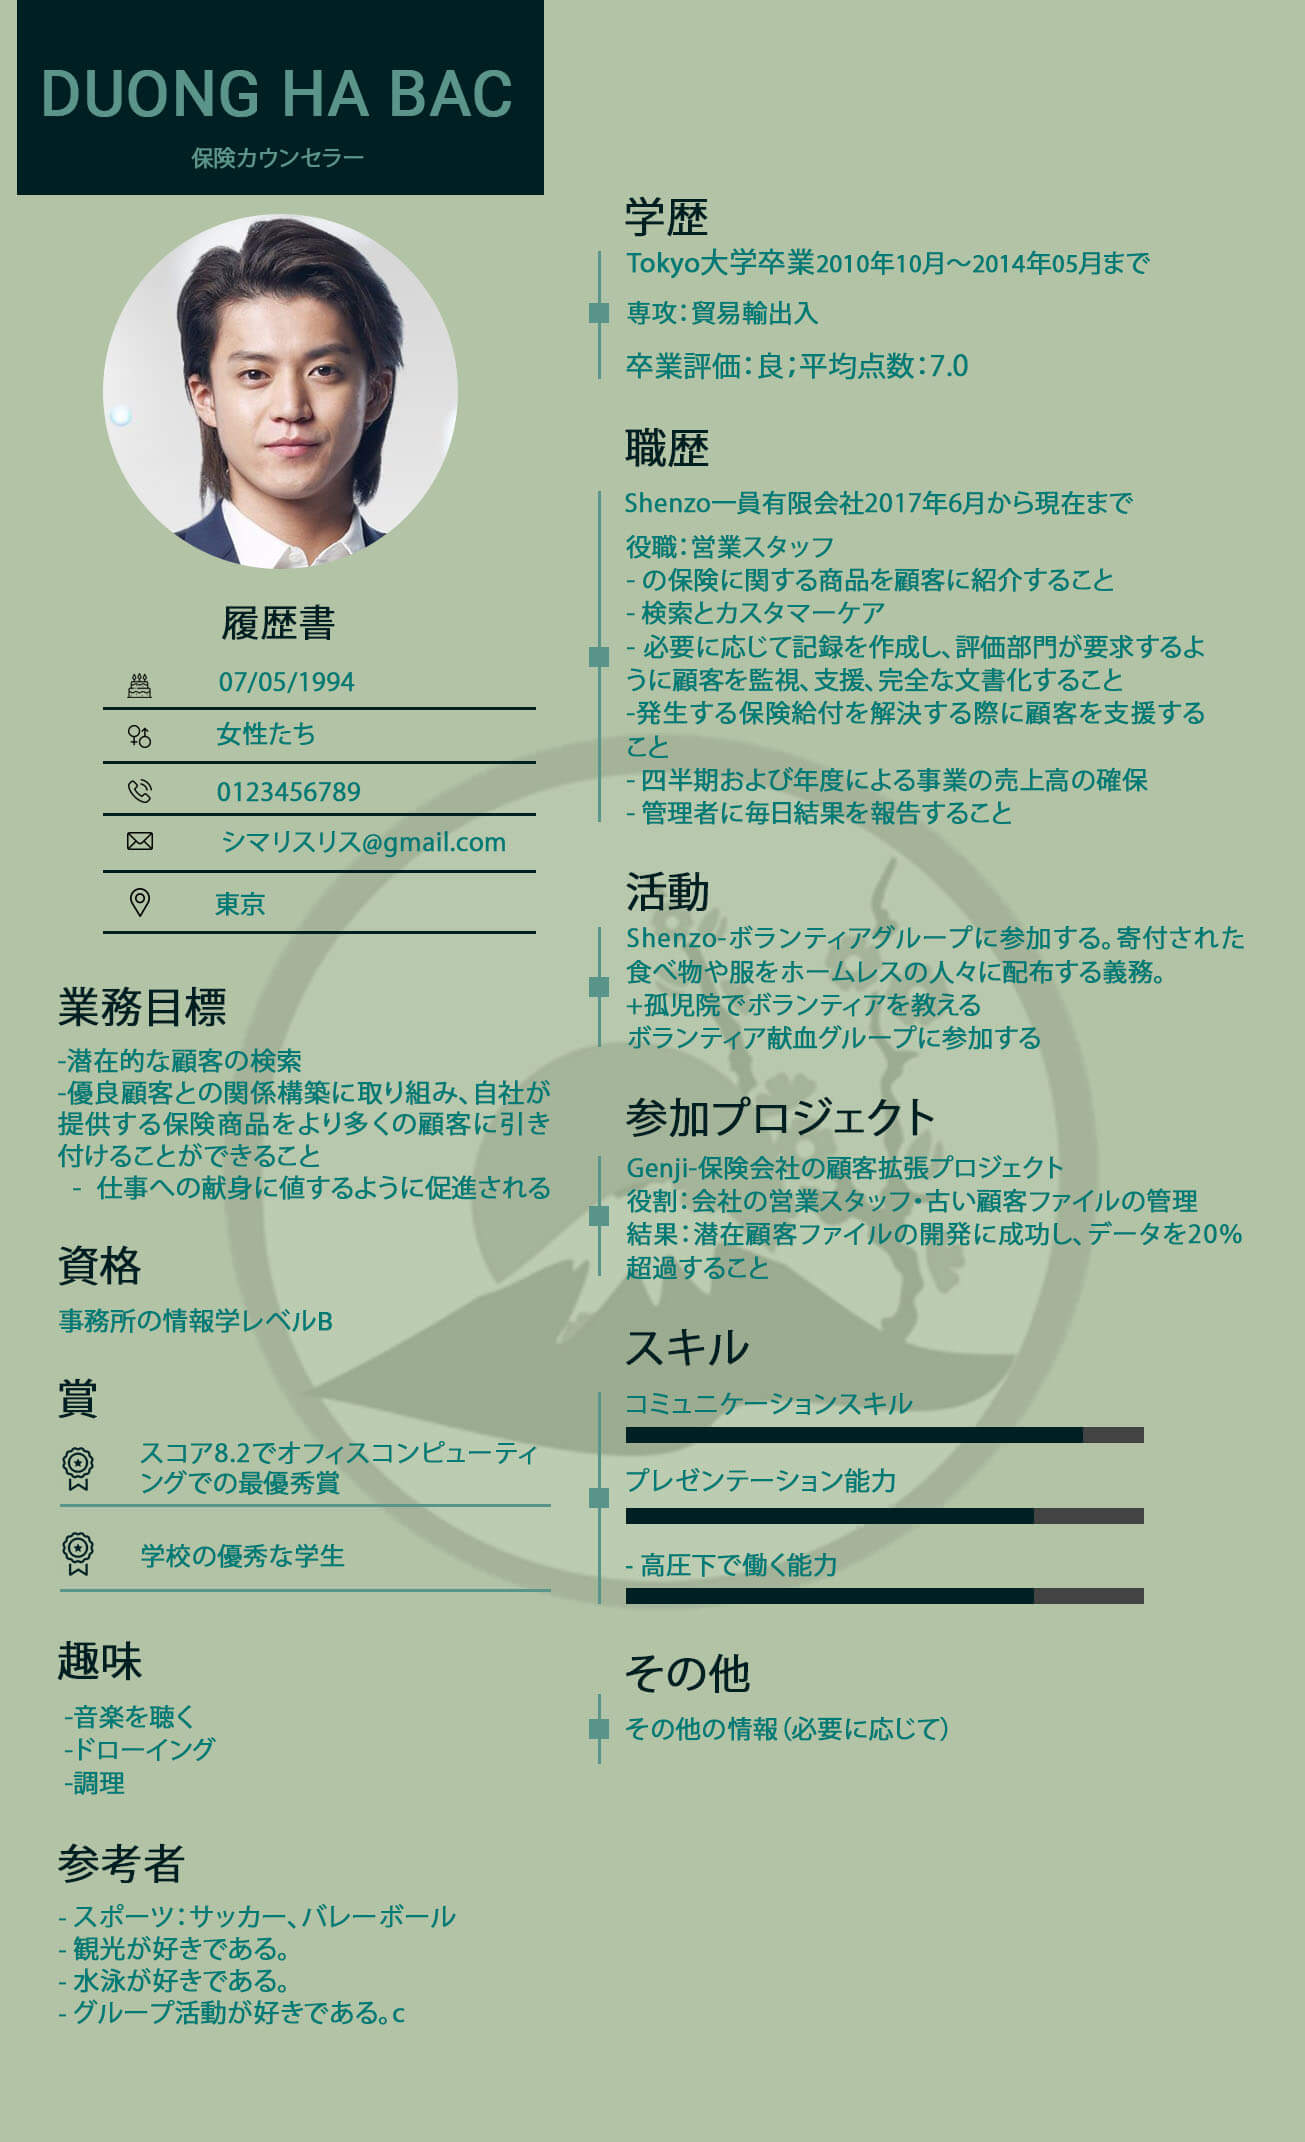 DUONG HA BAC
保険カウンセラー
履歴書
07/05/1994
女性たち
0123456789
シマリスリス@gmail.com
東京
業務目標
-潜在的な顧客の検索
-優良顧客との関係構築に取り組み、自社が
提供する保険商品をより多くの顧客に引き
付けることができること
- 仕事への献身に値するように促進される
資格
事務所の情報学レベルB
賞
スコア8.2でオフィスコンピューティ
ングでの最優秀賞
学校の優秀な学生
趣味
-音楽を聴く
-ドローイング
-調理
参考者
- スポーツ：サッカー、バレーボール
- 観光が好きである。
- 水泳が好きである。
- グループ活動が好きである。c
学歴
Tokyo大学卒業2010年10月～2014年05月まで
専攻：貿易輸出入
卒業評価：良；平均点数：7.0
職歴
Shenzo一員有限会社2017年6月から現在まで
役職：営業スタッフ
- の保険に関する商品を顧客に紹介すること
- 検索とカスタマーケア
- 必要に応じて記録を作成し、評価部門が要求するよ
うに顧客を監視、支援、完全な文書化すること
-発生する保険給付を解決する際に顧客を支援する
こと
- 四半期および年度による事業の売上高の確保
- 管理者に毎日結果を報告すること
活動
Shenzo-ボランティアグループに参加する。寄付された
食べ物や服をホームレスの人々に配布する義務。
+孤児院でボランティアを教える
ボランティア献血グループに参加する
参加プロジェクト
Genji-保険会社の顧客拡張プロジェクト
役割：会社の営業スタッフ・古い顧客ファイルの管理
結果：潜在顧客ファイルの開発に成功し、データを20%
超過すること
スキル
コミュニケーションスキル
プレゼンテーション能力
- 高圧下で働く能力
その他
その他の情報（必要に応じて）